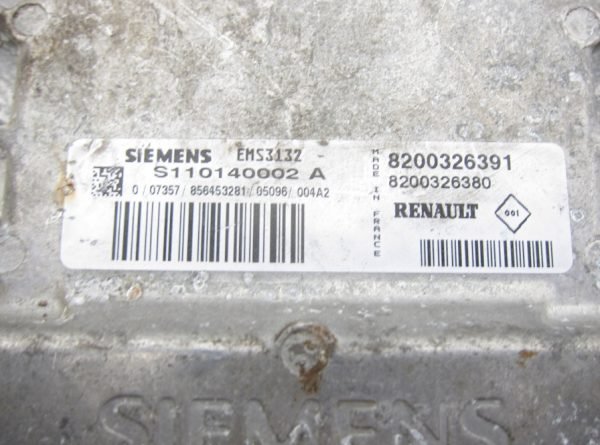 SIEMENS EMS3132 -
S110140002 A
0 / 07357 / 856453281 / 05096 / 004A2
MADE IN FRANCE
8200326391
8200326380
RENAULT 001
SIEMENS